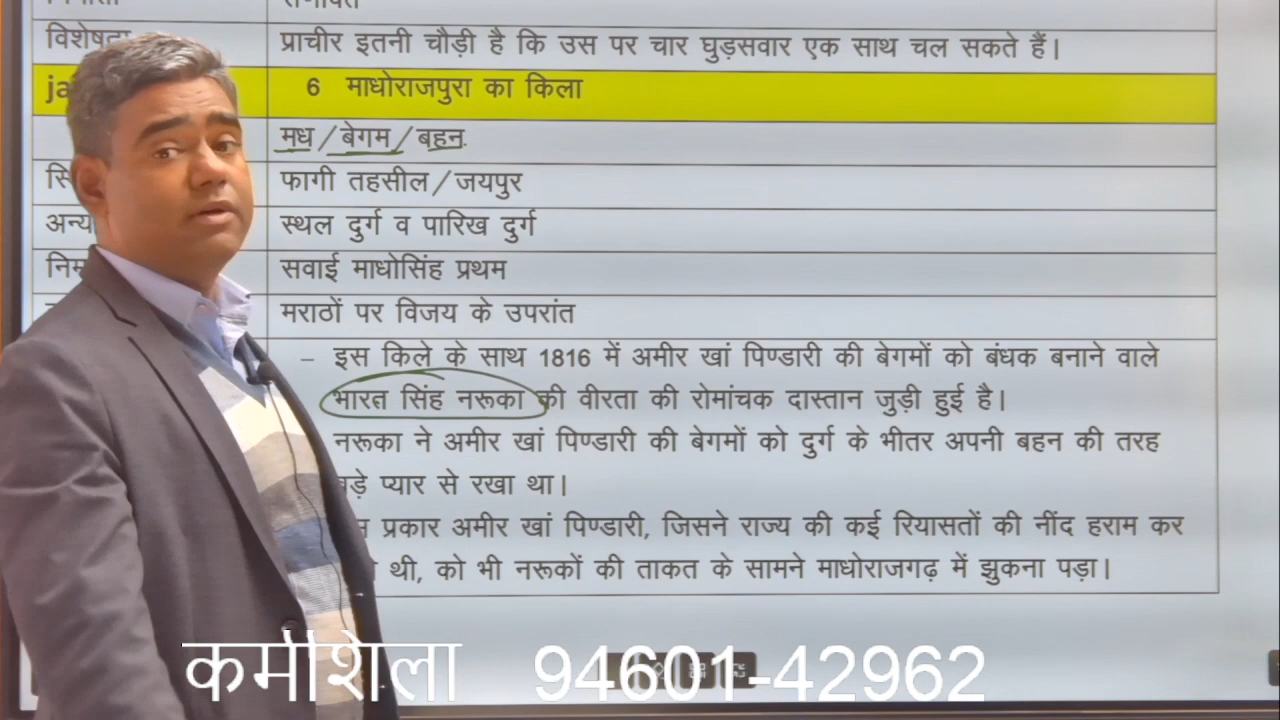 विशेषता प्राचीर इतनी चौड़ी है कि उस पर चार घुड़सवार एक साथ चल सकते हैं।
6 माधोराजपुरा का किला
मध/बेगम/बहन
फागी तहसील/जयपुर
अन्य स्थल दुर्ग व पारिख दुर्ग
सवाई माधोसिंह प्रथम
मराठों पर विजय के उपरांत
– इस किले के साथ 1816 में अमीर खां पिण्डारी की बेगमों को बंधक बनाने वाले
भारत सिंह नरूका की वीरता की रोमांचक दास्तान जुड़ी हुई है।
नरूका ने अमीर खां पिण्डारी की बेगमों को दुर्ग के भीतर अपनी बहन की तरह
प्यार से रखा था।
प्रकार अमीर खां पिण्डारी, जिसने राज्य की कई रियासतों की नींद हराम कर
थी, को भी नरूकों की ताकत के सामने माधोराजगढ़ में झुकना पड़ा।
कर्मशिला 94601-42962